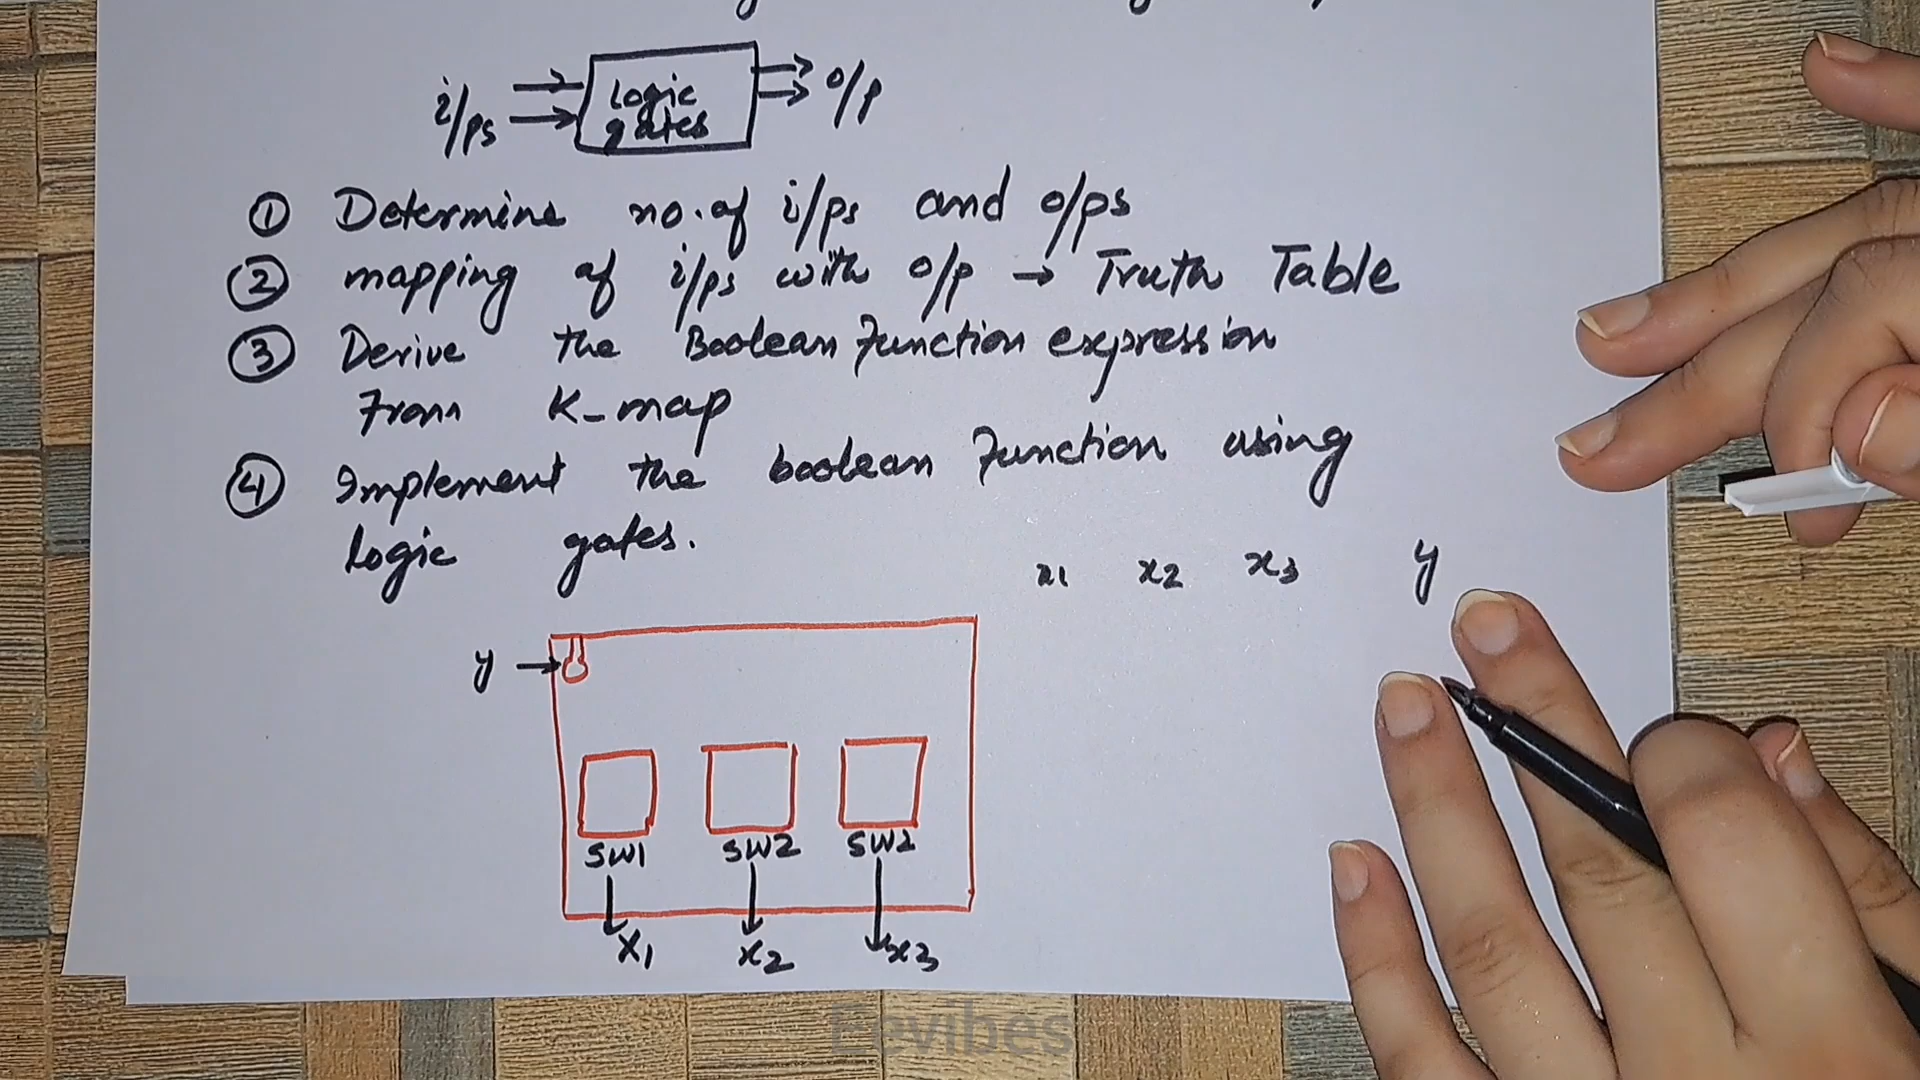 i/ps Logic o/p
gates
① Determine no. of i/ps and o/ps
② mapping of i/ps with o/p → Truth Table
③ Derive the Boolean Function expression
From K-map
④ Implement the boolean Function using
logic gates.
x1 x2 x3 y
y →
SW1 SW2 SW2
X1 x2 x3
Eevibes